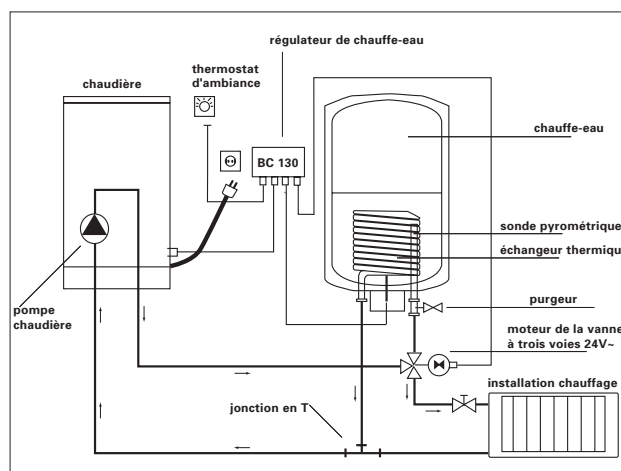 régulateur de chauffe-eau
thermostat
d'ambiance
chaudière
BC 130
chauffe-eau
sonde pyrométrique
échangeur thermique
purgeur
pompe
chaudière
moteur de la vanne
à trois voies 24V~
installation chauffage
jonction en T